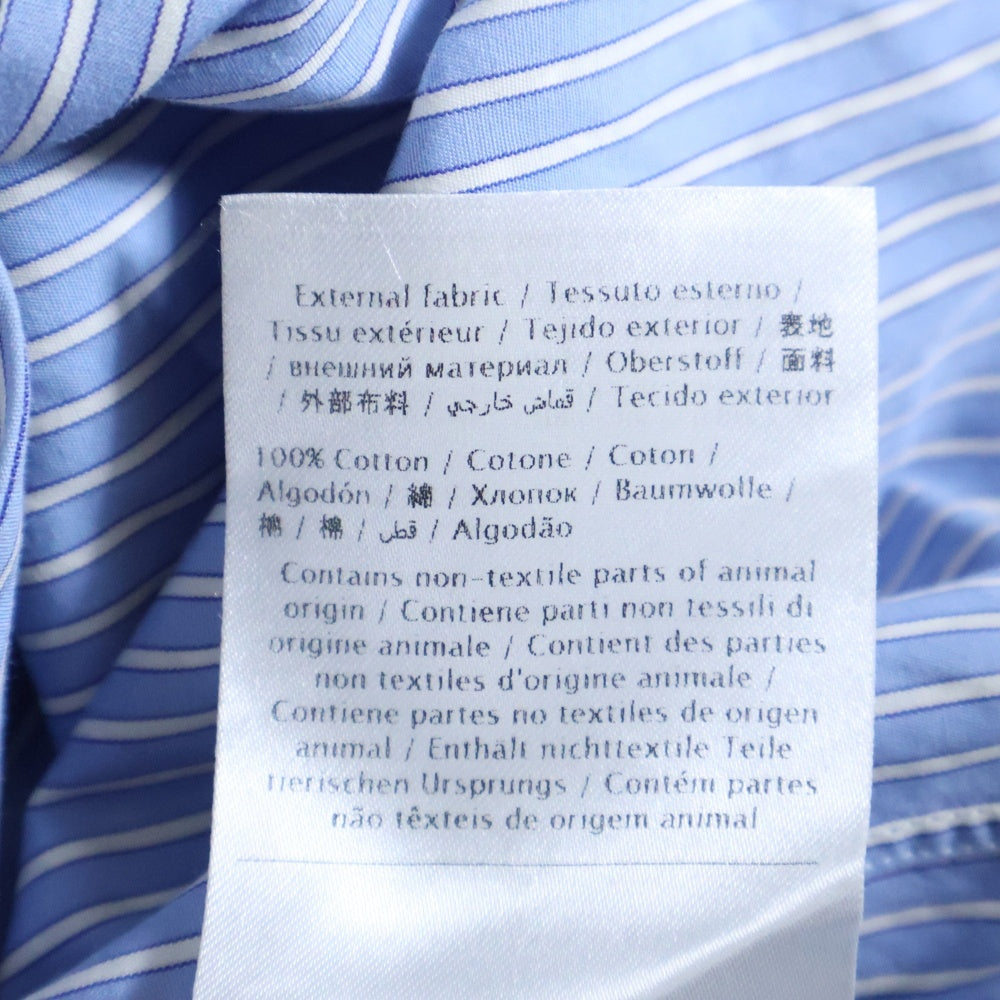 External fabric / Tessuto esterno /
Tissu extérieur / Tejido exterior / 表地
/ внешний материал / Oberstoff / 面料
/ 外部布料 / قماش خارجي / Tecido exterior
100% Cotton / Cotone / Coton /
Algodón / 綿 / Хлопок / Baumwolle /
棉 / 棉 / قطن / Algodão
Contains non-textile parts of animal
origin / Contiene parti non tessili di
origine animale / Contient des parties
non textiles d'origine animale /
Contiene partes no textiles de origen
animal / Enthält nichttextile Teile
tierischen Ursprungs / Contém partes
não têxteis de origem animal